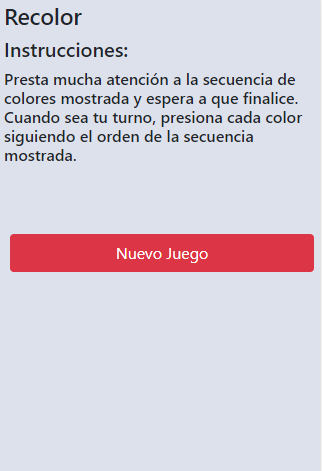 Recolor
Instrucciones:
Presta mucha atención a la secuencia de
colores mostrada y espera a que finalice.
Cuando sea tu turno, presiona cada color
siguiendo el orden de la secuencia
mostrada.
Nuevo Juego